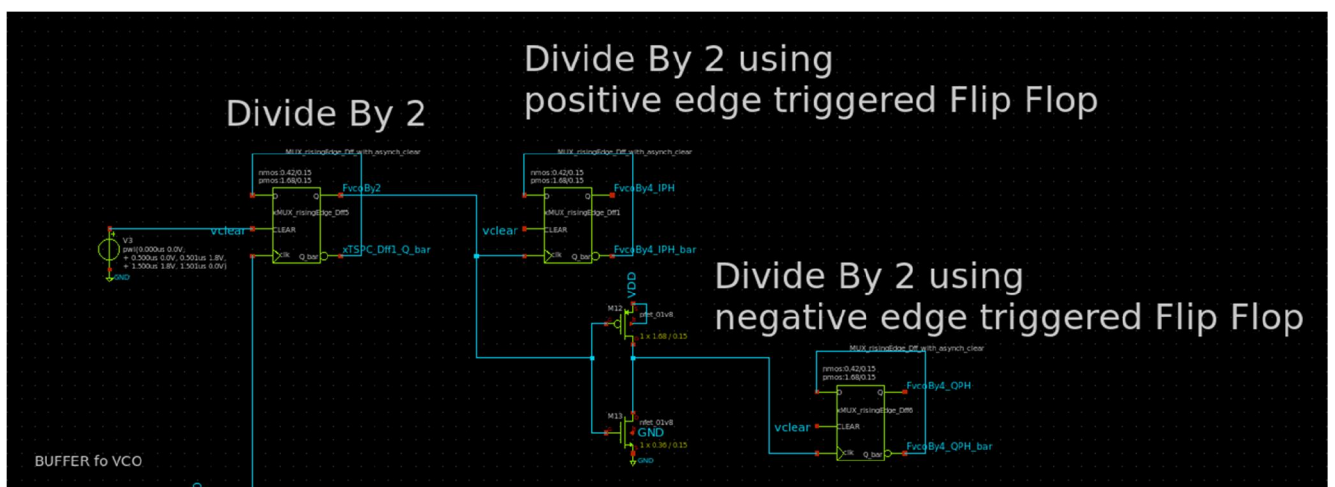 Divide By 2 using
positive edge triggered Flip Flop
Divide By 2
MUX_risingEdge_Dff_with_asynch_clear
nmos:0.42/0.15
pmos:1.68/0.15
D
Q
FvcoBy2
xMUX_risingEdge_Dff5
vclear
CLEAR
clk
Q_bar
xTSPC_Dff1_Q_bar
V3
pwl(0.000us 0.0V,
+ 0.500us 0.0V, 0.501us 1.8V,
+ 1.500us 1.8V, 1.501us 0.0V)
GND
MUX_risingEdge_Dff_with_asynch_clear
nmos:0.42/0.15
pmos:1.68/0.15
D
Q
FvcoBy4_IPH
xMUX_risingEdge_Dff1
vclear
CLEAR
clk
Q_bar
FvcoBy4_IPH_bar
Divide By 2 using
negative edge triggered Flip Flop
VDD
M12
pfet_01v8
1 x 1.68 / 0.15
M13
nfet_01v8
GND
1 x 0.36 / 0.15
GND
MUX_risingEdge_Dff_with_asynch_clear
nmos:0.42/0.15
pmos:1.68/0.15
D
Q
FvcoBy4_QPH
xMUX_risingEdge_Dff6
vclear
CLEAR
clk
Q_bar
FvcoBy4_QPH_bar
BUFFER fo VCO